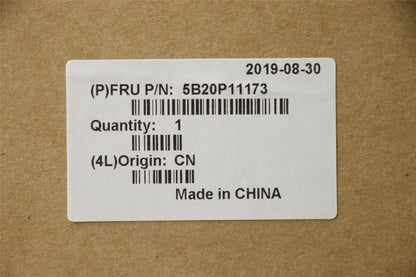 2019-08-30
(P)FRU P/N: 5B20P11173
Quantity: 1
(4L)Origin: CN
Made in CHINA